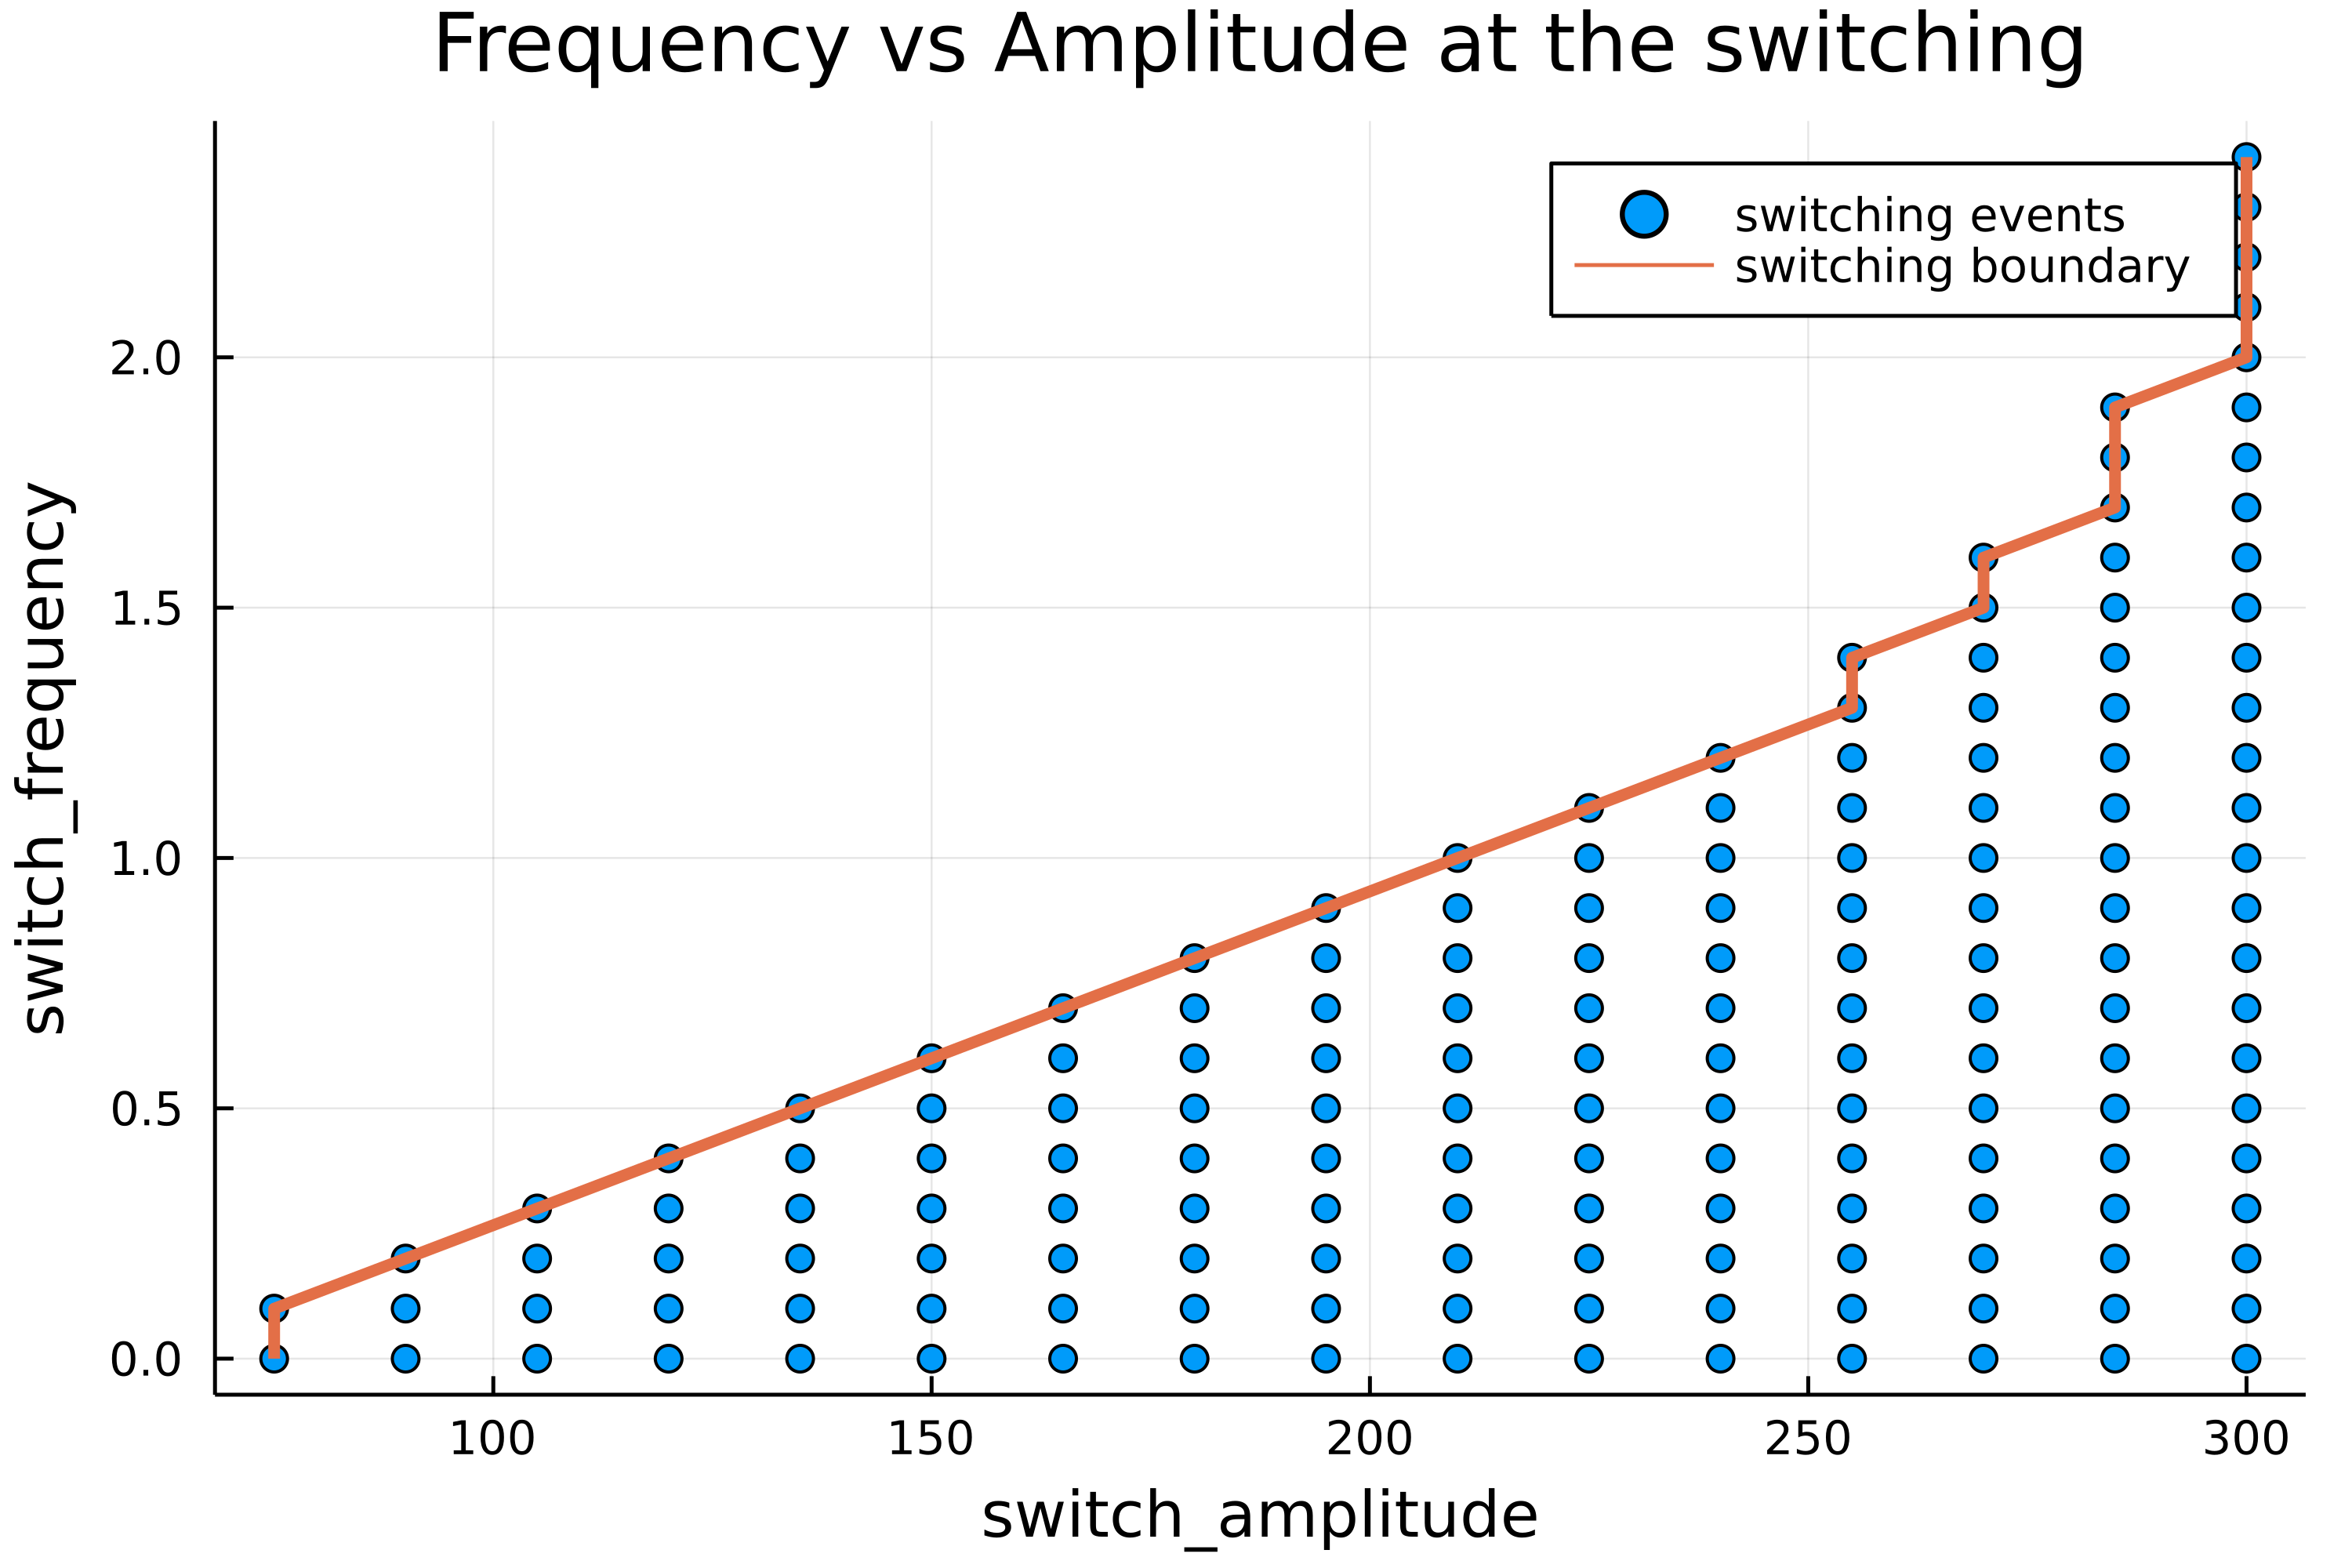 Frequency vs Amplitude at the switching
switching events
switching boundary
switch_frequency
2.0
1.5
1.0
0.5
0.0
100 150 200 250 300
switch_amplitude